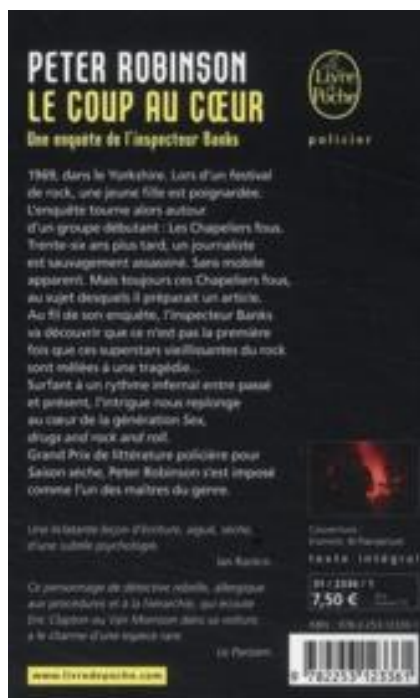 PETER ROBINSON
LE COUP AU CŒUR
Une enquête de l'inspecteur Banks
Le
Livre
de
Poche
policier
1969, dans le Yorkshire. Lors d'un festival
de rock, une jeune fille est poignardée.
L'enquête tourne alors autour
d'un groupe débutant : Les Chapeliers fous.
Trente-six ans plus tard, un journaliste
est sauvagement assassiné. Sans mobile
apparent. Mais toujours ces Chapeliers fous,
au sujet desquels il préparait un article.
Au fil de son enquête, l'inspecteur Banks
va découvrir que ce n'est pas la première
fois que ces superstars vieillissantes du rock
sont mêlées à une tragédie...
Surfant à un rythme infernal entre passé
et présent, l'intrigue nous replonge
au cœur de la génération Sex,
drugs and rock and roll.
Grand Prix de littérature policière pour
Saison sèche, Peter Robinson s'est imposé
comme l'un des maîtres du genre.
Une éclatante leçon d'écriture, aiguë, sèche,
d'une subtile psychologie.
Ian Rankin.
Ce personnage de détective rebelle, allergique
aux procédures et à la hiérarchie, qui écoute
Eric Clapton ou Van Morrison dans sa voiture
a le charme d'une espèce rare.
Le Parisien.
Couverture :
texte intégral
31 / 2336 / 1
7,50 €
www.livredepoche.com
9 782253 123361